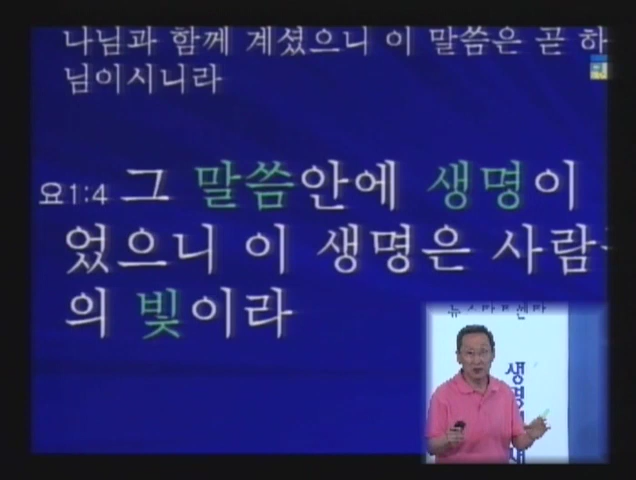 나님과 함께 계셨으니 이 말씀은 곧 하
님이시니라
요1:4 그 말씀안에 생명이
었으니 이 생명은 사람
의 빛이라
생명